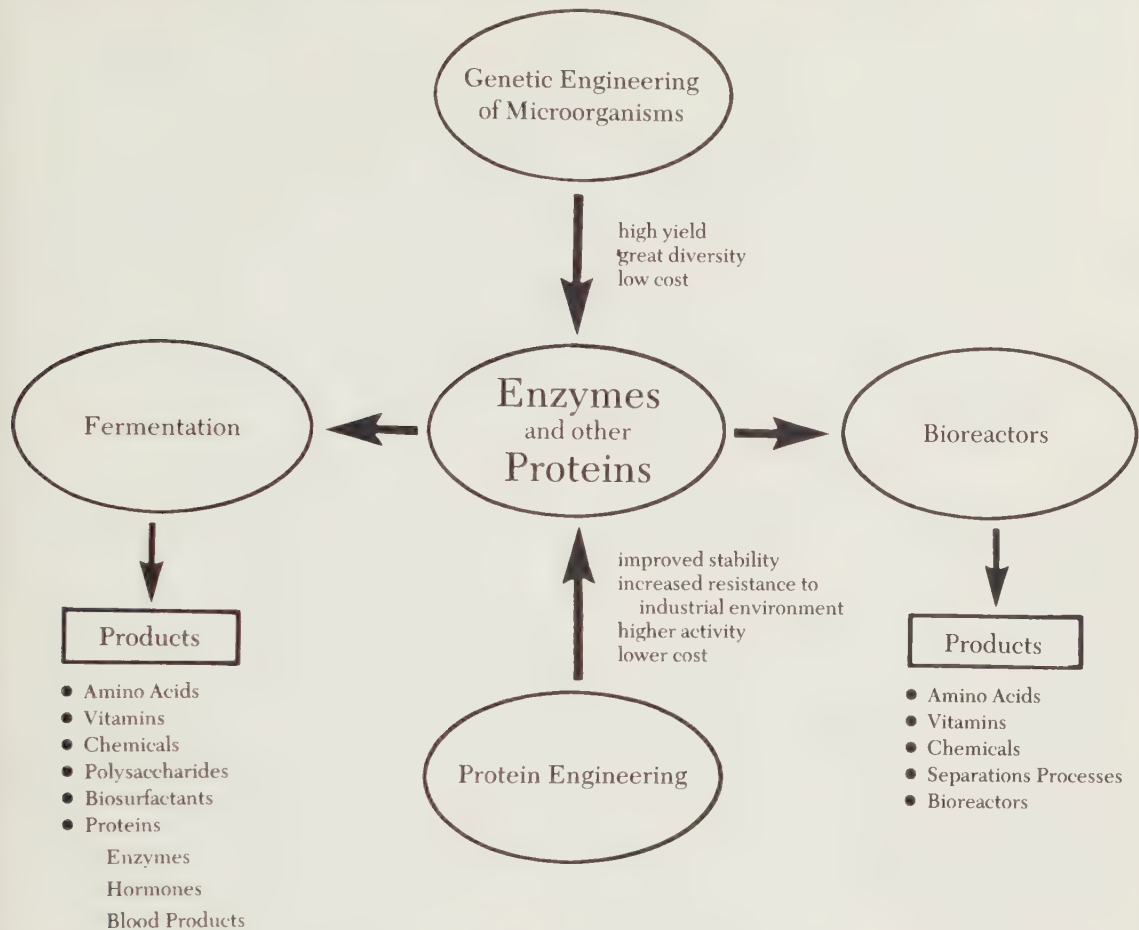 Genetic Engineering
of Microorganisms
high yield
great diversity
low cost
Fermentation
Enzymes
and other
Proteins
Bioreactors
improved stability
increased resistance to
industrial environment
higher activity
lower cost
Protein Engineering
Products
• Amino Acids
• Vitamins
• Chemicals
• Polysaccharides
• Biosurfactants
• Proteins
Enzymes
Hormones
Blood Products
Products
• Amino Acids
• Vitamins
• Chemicals
• Separations Processes
• Bioreactors